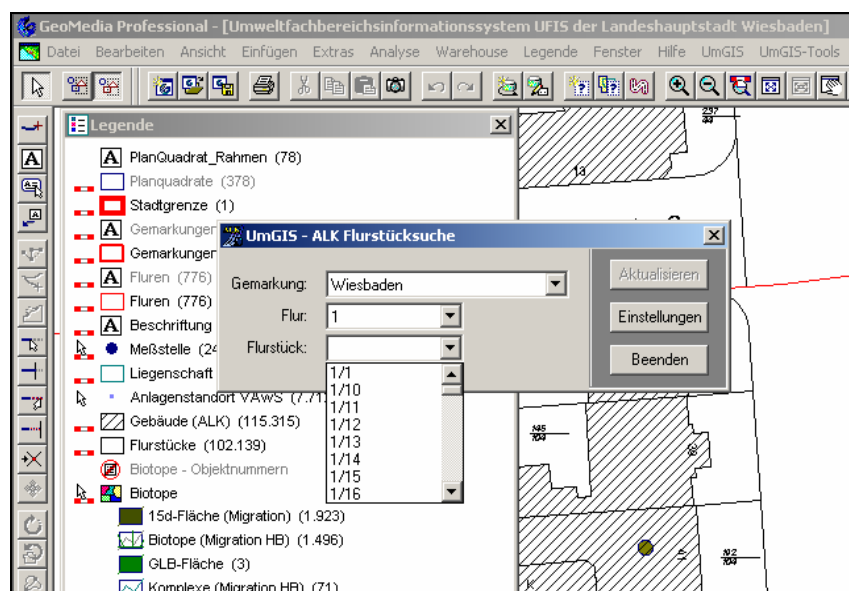 GeoMedia Professional - [Umweltfachbereichsinformationssystem UFIS der Landeshauptstadt Wiesbaden]
Datei Bearbeiten Ansicht Einfügen Extras Analyse Warehouse Legende Fenster Hilfe UmGIS UmGIS-Tools
Legende
PlanQuadrat_Rahmen (78)
Planquadrate (378)
Stadtgrenze (1)
Gemarkungen
Gemarkungen
Fluren (776)
Fluren (776)
Beschriftung
Meßstelle (24
Liegenschaft
Anlagenstandort VAwS (7.71
Gebäude (ALK) (115.315)
Flurstücke (102.139)
Biotope - Objektnummern
Biotope
15d-Fläche (Migration) (1.923)
Biotope (Migration HB) (1.496)
GLB-Fläche (3)
Komplexe (Migration HB) (71)
UmGIS - ALK Flurstücksuche
Gemarkung: Wiesbaden
Flur: 1
Flurstück:
1/1
1/10
1/11
1/12
1/13
1/14
1/15
1/16
Aktualisieren
Einstellungen
Beenden
13
145
104
102
104
K